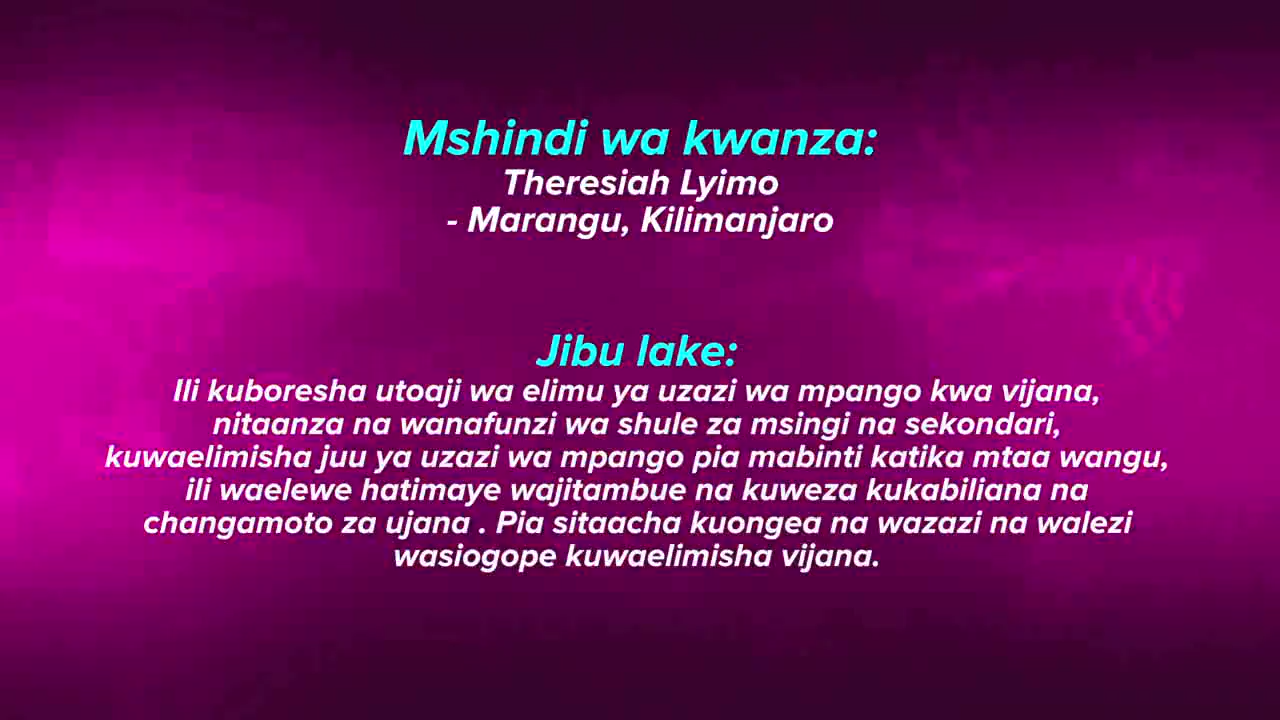 Mshindi wa kwanza:
Theresiah Lyimo
- Marangu, Kilimanjaro
Jibu lake:
Ili kuboresha utoaji wa elimu ya uzazi wa mpango kwa vijana,
nitaanza na wanafunzi wa shule za msingi na sekondari,
kuwaelimisha juu ya uzazi wa mpango pia mabinti katika mtaa wangu,
ili waelewe hatimaye wajitambue na kuweza kukabiliana na
changamoto za ujana . Pia sitaacha kuongea na wazazi na walezi
wasiogope kuwaelimisha vijana.